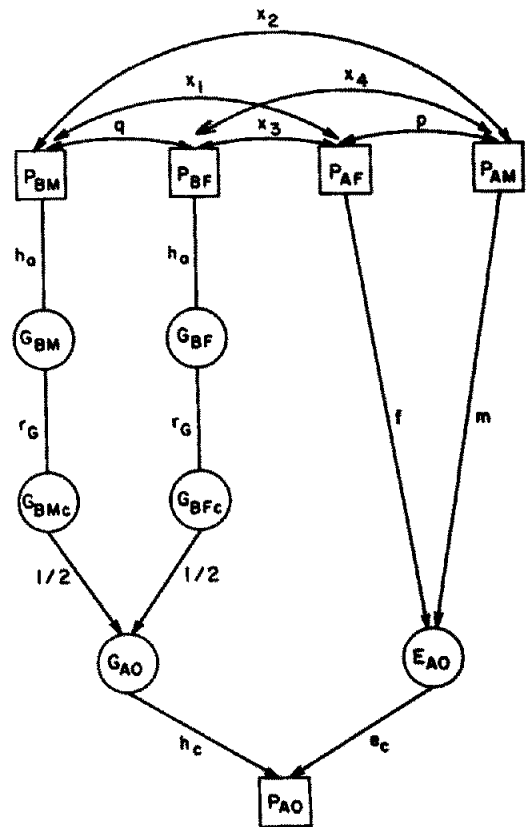 x2
x1
x4
q
x3
p
PBM
PBF
PAF
PAM
ha
ha
GBM
GBF
rG
rG
f
m
GBMc
GBFc
1/2
1/2
GAO
EAO
hc
ec
PAO